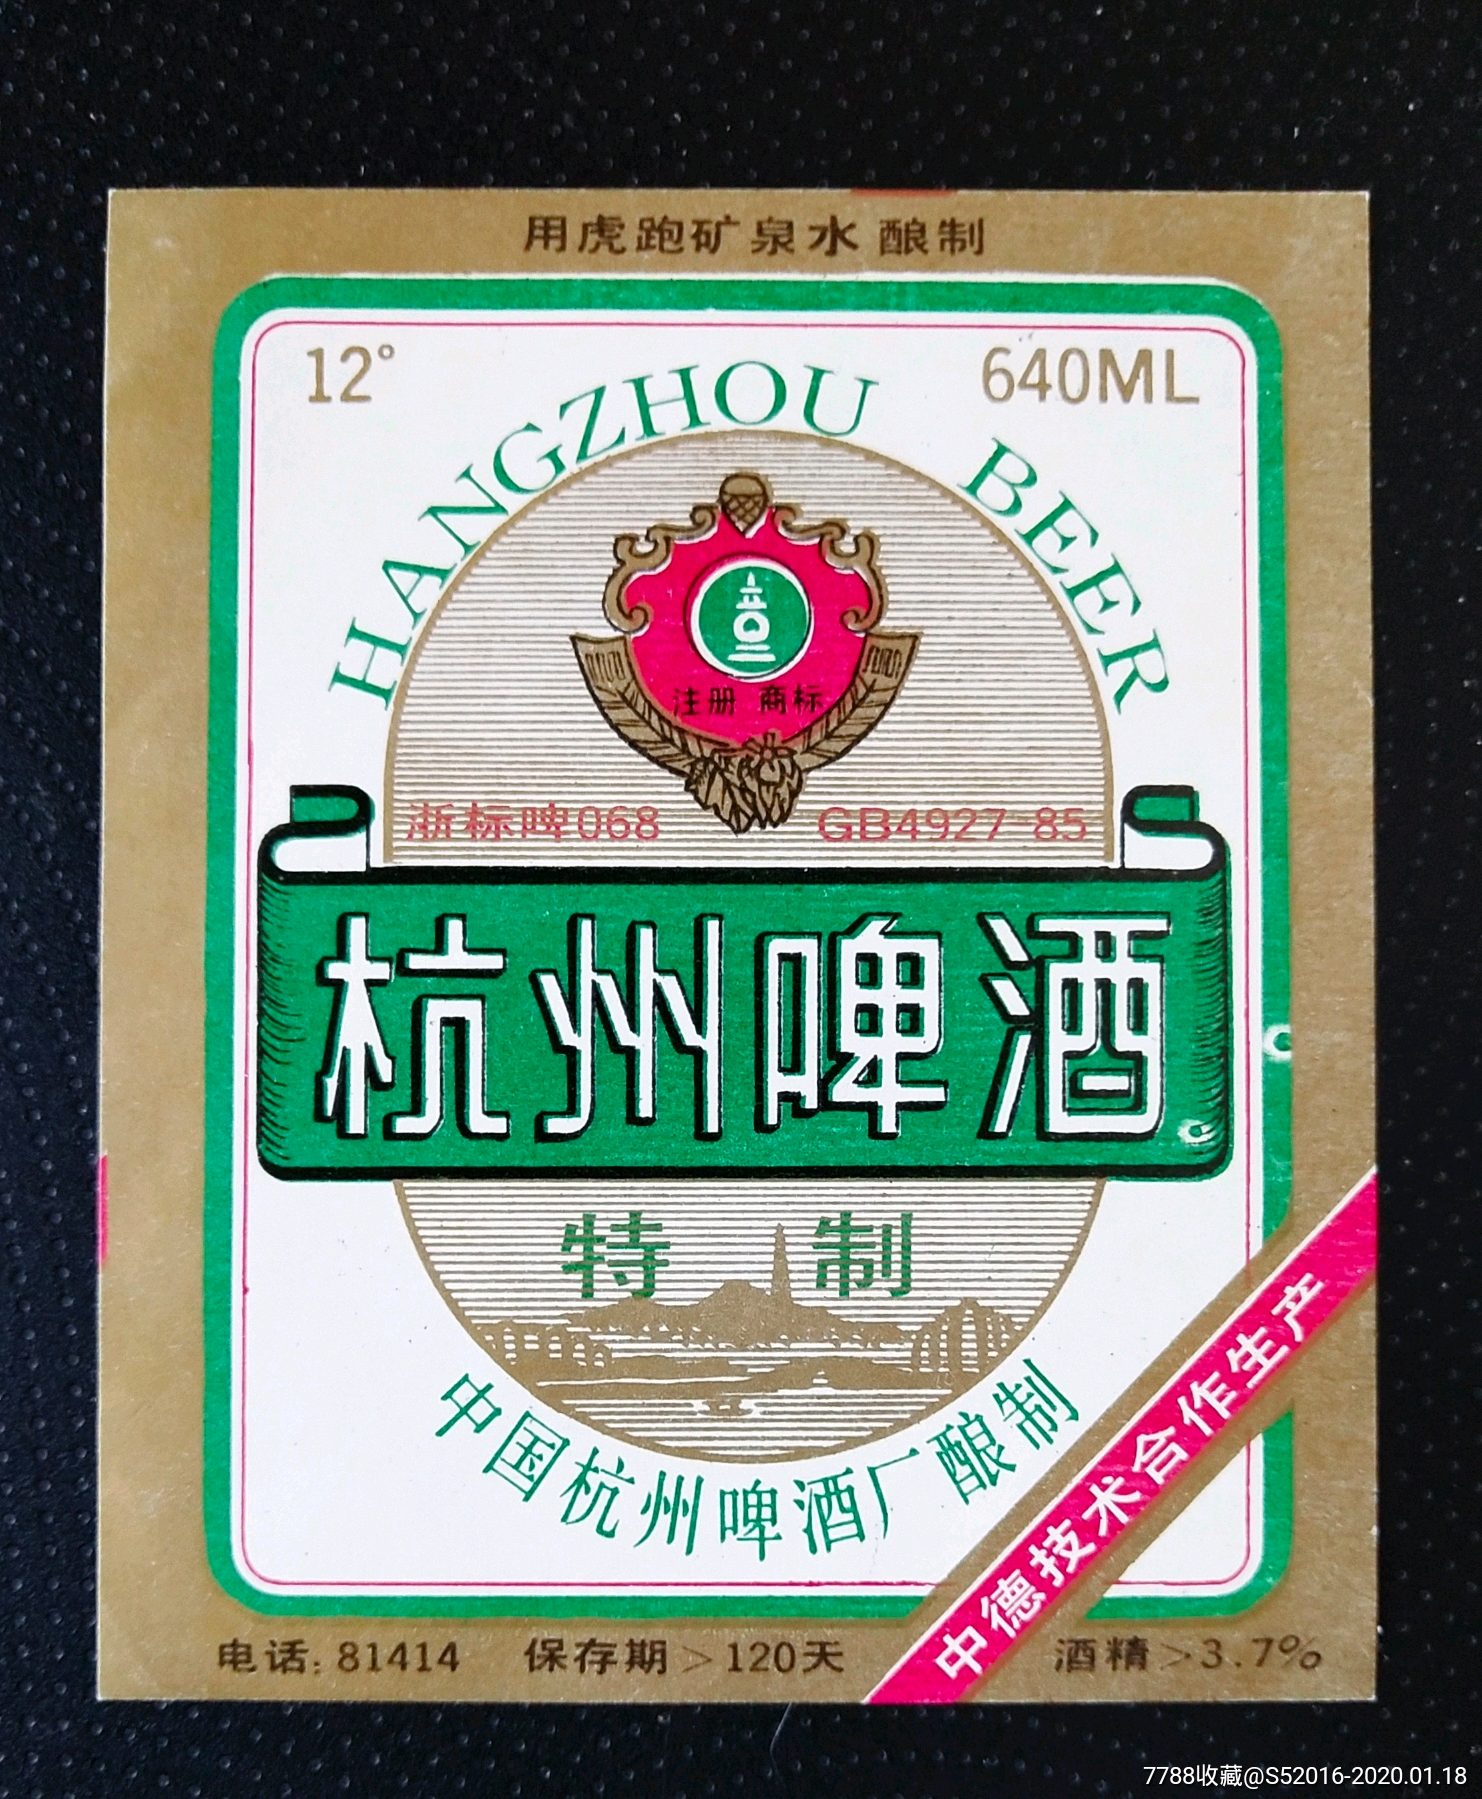 用虎跑矿泉水酿制
12°
640ML
HANGZHOU BEER
注册 商标
浙标啤068
GB4927-85
杭州啤酒
特制
中国杭州啤酒厂酿制
中德技术合作生产
电话:81414 保存期>120天 酒精>3.7%
7788收藏@S52016-2020.01.18